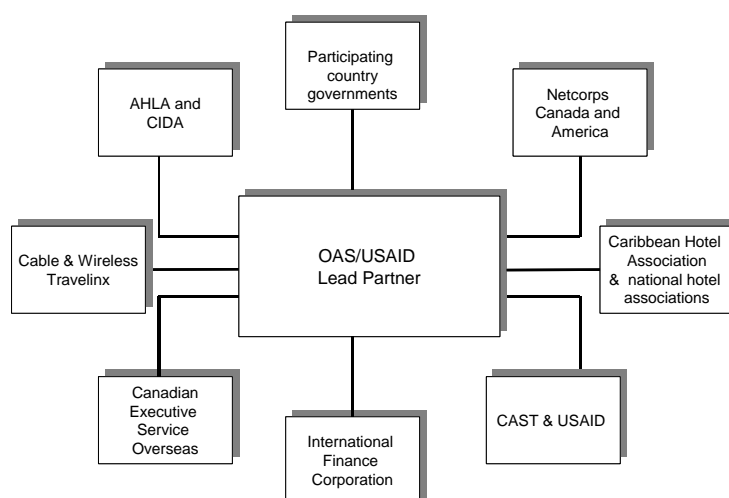 Participating
country
governments
AHLA and
CIDA
Netcorps
Canada and
America
OAS/USAID
Lead Partner
Cable & Wireless
Travelinx
Caribbean Hotel
Association
& national hotel
associations
Canadian
Executive
Service
Overseas
International
Finance
Corporation
CAST & USAID